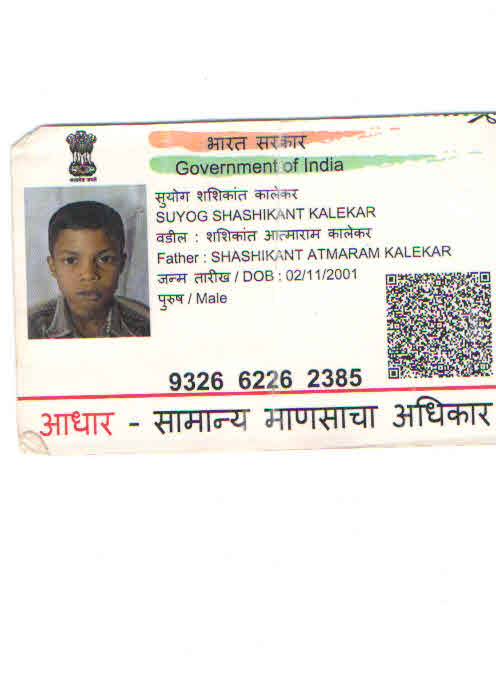 भारत सरकार
Government of India
सुयोग शशिकांत कालेकर
SUYOG SHASHIKANT KALEKAR
वडील : शशिकांत आत्माराम कालेकर
Father : SHASHIKANT ATMARAM KALEKAR
जन्म तारीख / DOB : 02/11/2001
पुरुष / Male
9326 6226 2385
आधार - सामान्य माणसाचा अधिकार